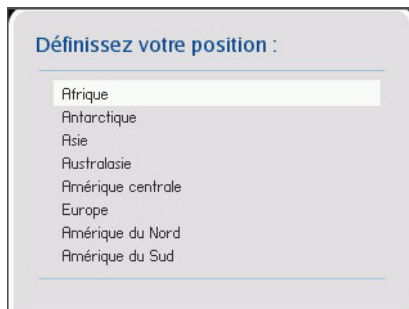 Définissez votre position :
Afrique
Antarctique
Asie
Australasie
Amérique centrale
Europe
Amérique du Nord
Amérique du Sud